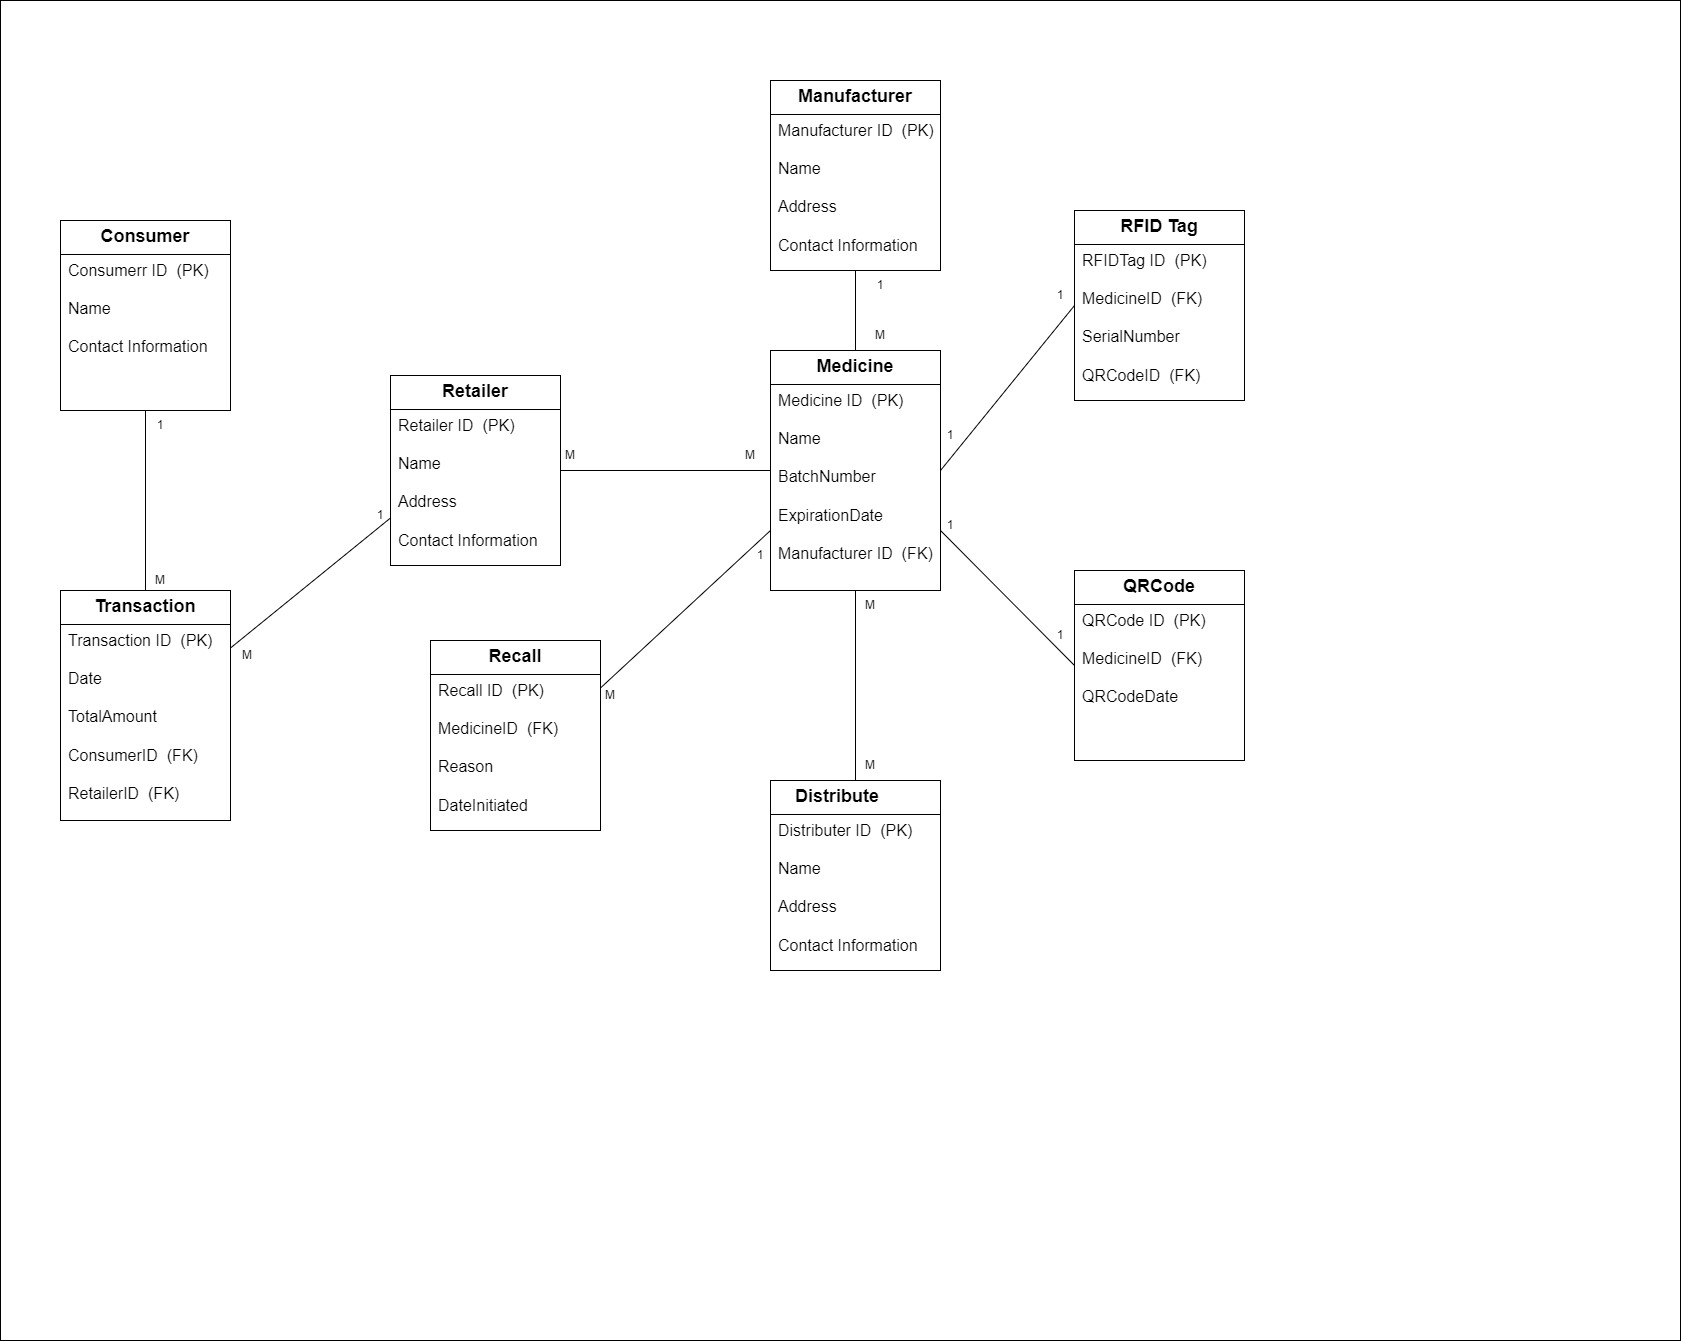 Manufacturer
Manufacturer ID  (PK)
Name
Address
Contact Information
1
M
Consumer
Consumerr ID  (PK)
Name
Contact Information
1
M
RFID Tag
RFIDTag ID  (PK)
MedicineID  (FK)
SerialNumber
QRCodeID  (FK)
1
1
Medicine
Medicine ID  (PK)
Name
BatchNumber
ExpirationDate
Manufacturer ID  (FK)
Retailer
Retailer ID  (PK)
Name
Address
Contact Information
M
M
1
M
Transaction
Transaction ID  (PK)
Date
TotalAmount
ConsumerID  (FK)
RetailerID  (FK)
Recall
Recall ID  (PK)
MedicineID  (FK)
Reason
DateInitiated
1
M
QRCode
QRCode ID  (PK)
MedicineID  (FK)
QRCodeDate
1
1
M
M
Distribute
Distributer ID  (PK)
Name
Address
Contact Information